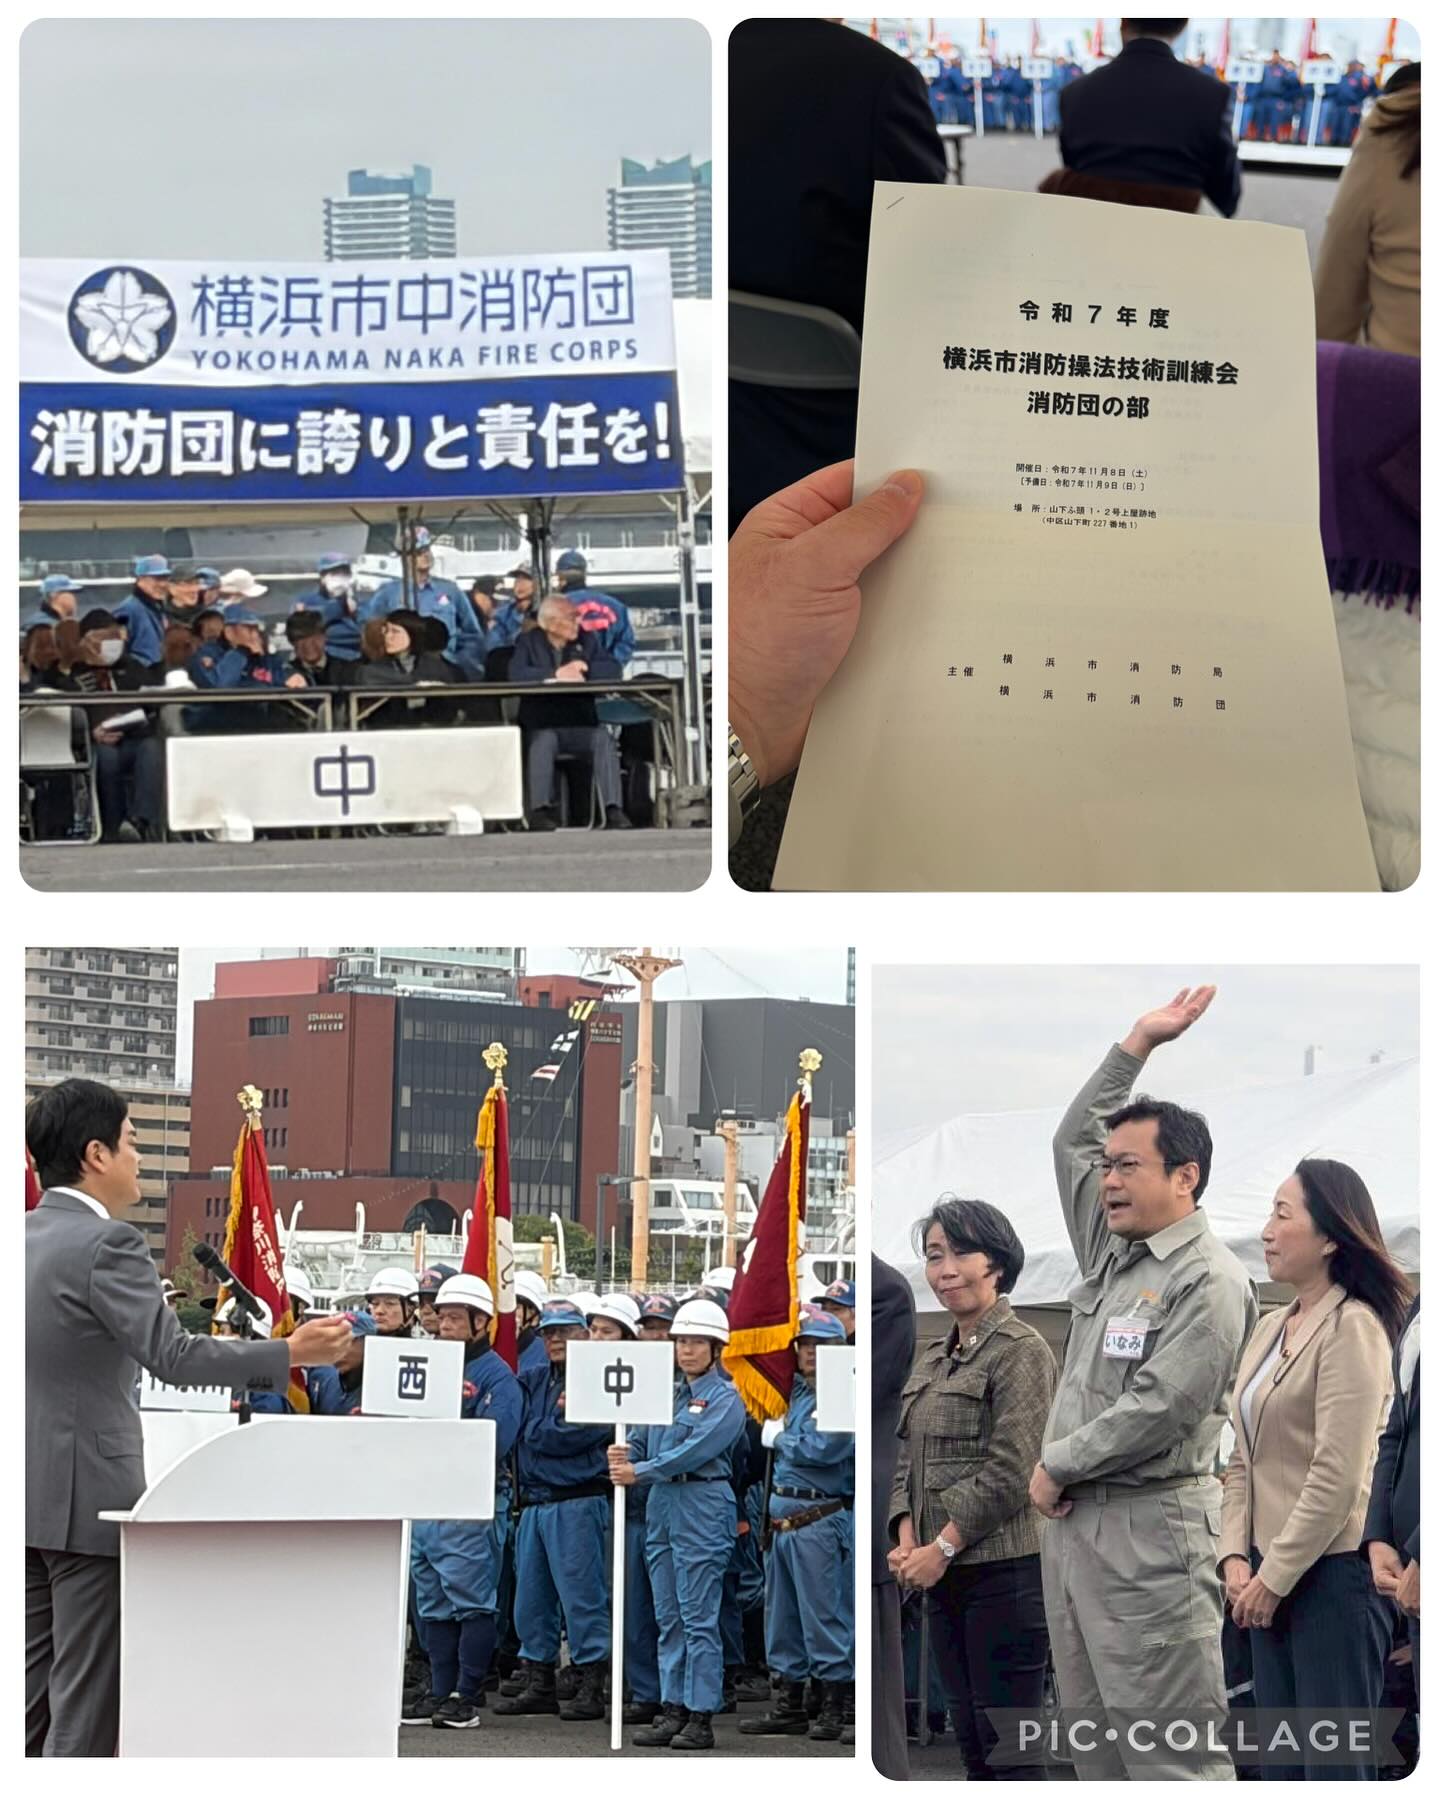 横浜市中消防団
YOKOHAMA NAKA FIRE CORPS
消防団に誇りと責任を!
中
令和7年度
横浜市消防操法技術訓練会
消防団の部
開催日：令和7年11月8日（土）
［予備日：令和7年11月9日（日）］
場　所：山下ふ頭 1・2号上屋跡地
（中区山下町 227 番地 1）
主催 横浜市消防局
横浜市消防団
西
中
いなみ
PIC•COLLAGE